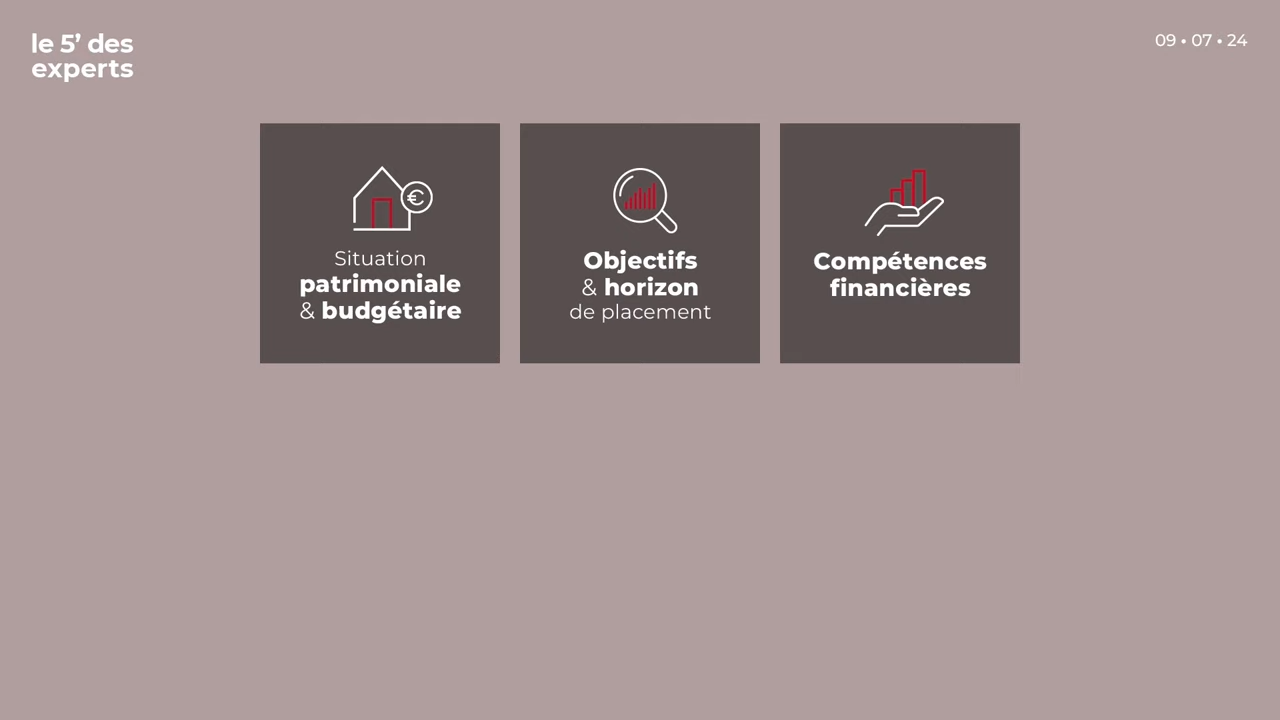 le 5’ des
experts
09 • 07 • 24
Situation
patrimoniale
& budgétaire
Objectifs
& horizon
de placement
Compétences
financières